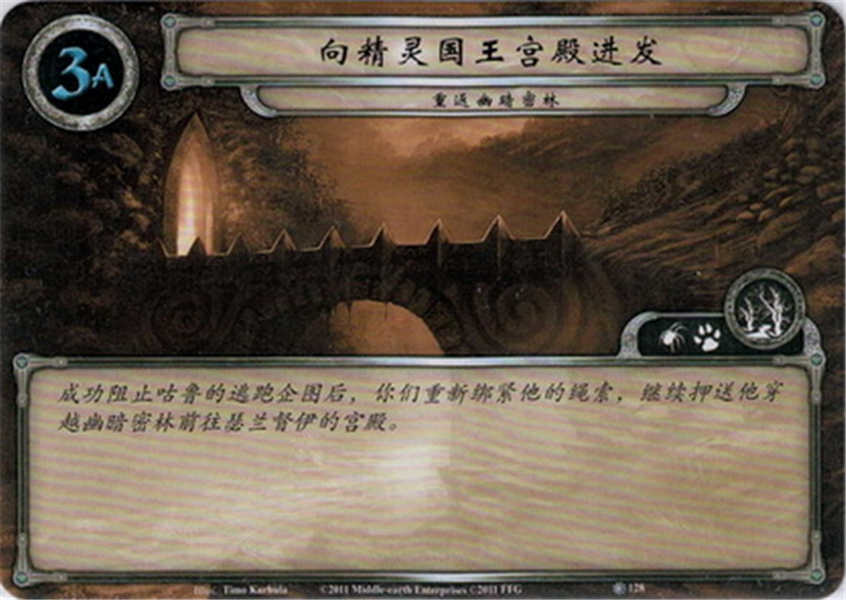 3A
向精灵国王宫殿进发
重返幽暗密林
成功阻止咕鲁的逃跑企图后，你们重新绑紧他的绳索，继续押送他穿
越幽暗密林前往瑟兰督伊的宫殿。
Illus. Timo Karhula ©2011 Middle-earth Enterprises ©2011 FFG 128